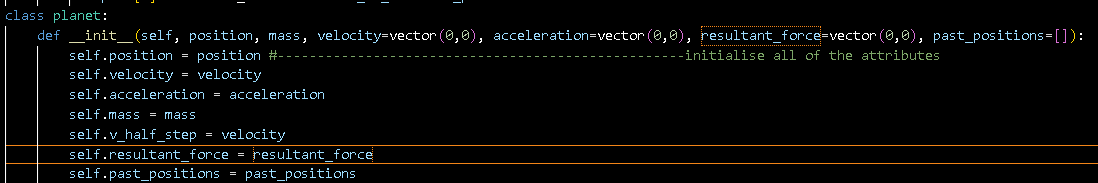 class planet:
    def __init__(self, position, mass, velocity=vector(0,0), acceleration=vector(0,0), resultant_force=vector(0,0), past_positions=[]):
        self.position = position #----------------------------------------------------initialise all of the attributes
        self.velocity = velocity
        self.acceleration = acceleration
        self.mass = mass
        self.v_half_step = velocity
        self.resultant_force = resultant_force
        self.past_positions = past_positions